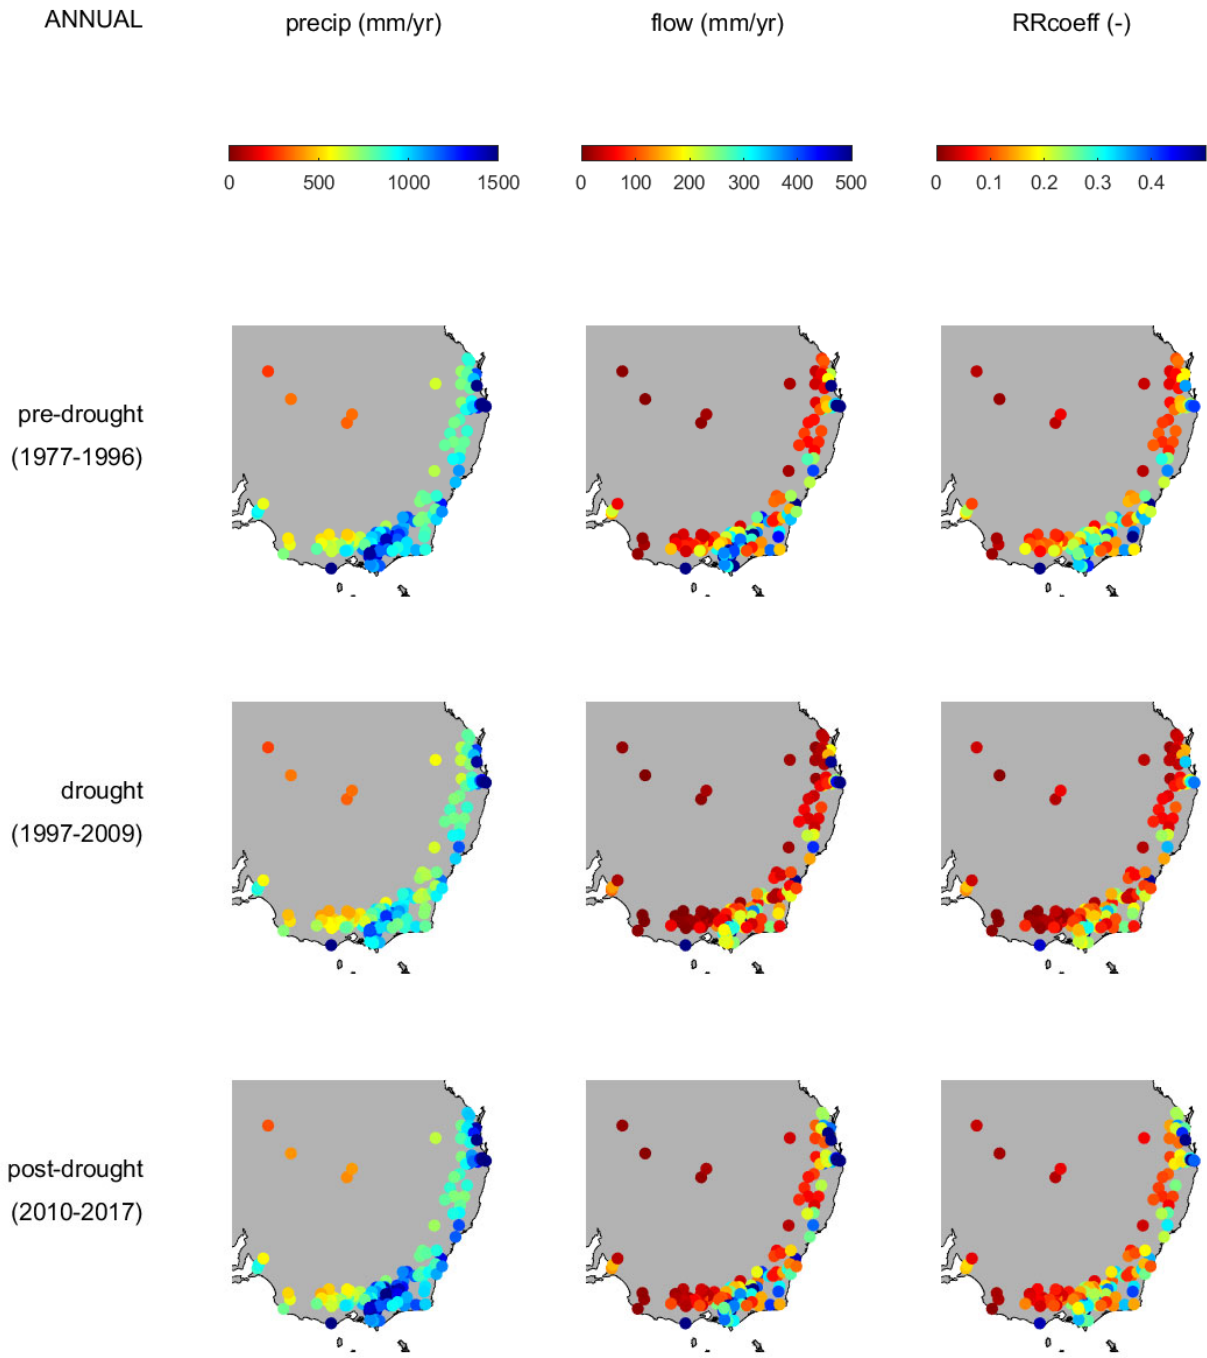 ANNUAL precip (mm/yr) flow (mm/yr) RRcoeff (-)
0 500 1000 1500 0 100 200 300 400 500 0 0.1 0.2 0.3 0.4
pre-drought
(1977-1996)
drought
(1997-2009)
post-drought
(2010-2017)